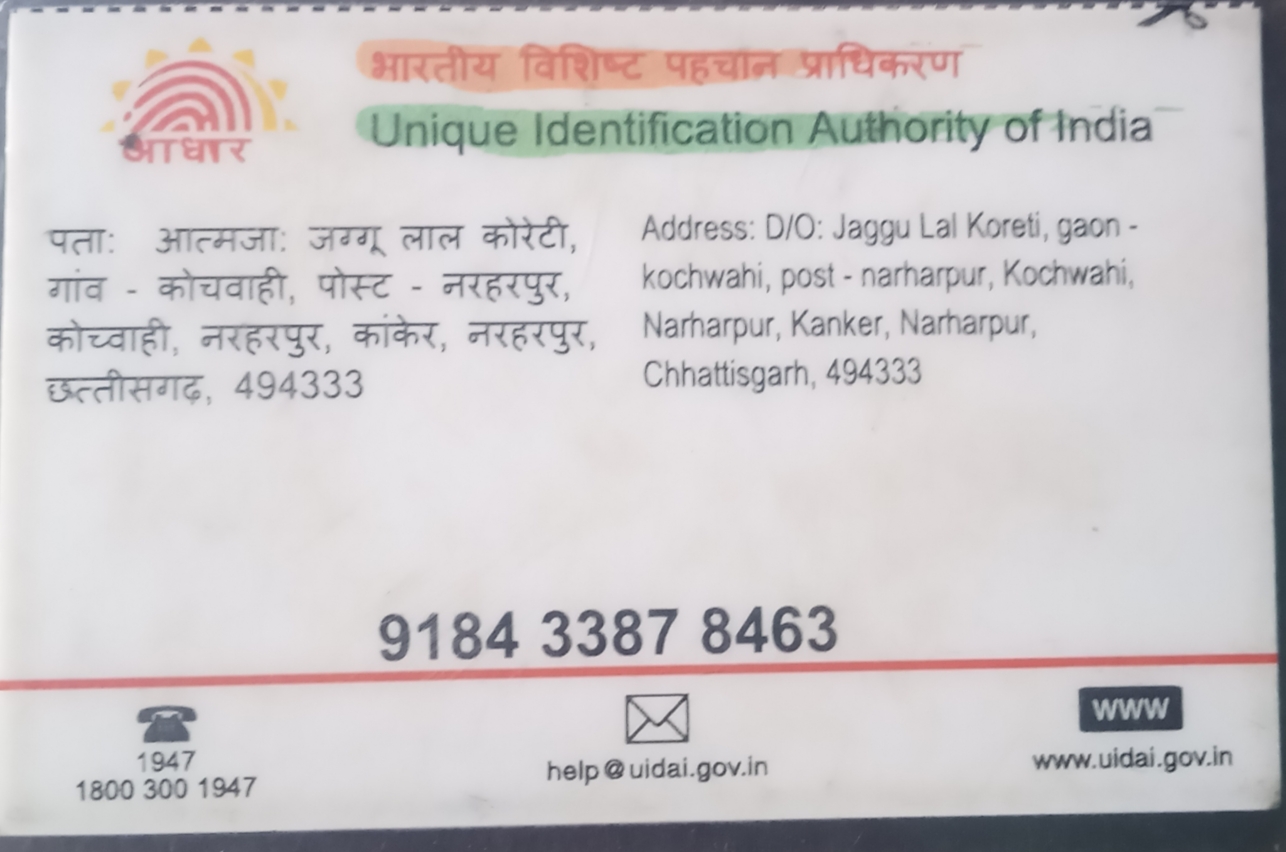 आधार
भारतीय विशिष्ट पहचान प्राधिकरण
Unique Identification Authority of India
पता: आत्मजा: जग्गू लाल कोरेटी,
गांव - कोचवाही, पोस्ट - नरहरपुर,
कोच्वाही, नरहरपुर, कांकेर, नरहरपुर,
छत्तीसगढ़, 494333
Address: D/O: Jaggu Lal Koreti, gaon -
kochwahi, post - narharpur, Kochwahi,
Narharpur, Kanker, Narharpur,
Chhattisgarh, 494333
9184 3387 8463
1947
1800 300 1947
help@uidai.gov.in
www
www.uidai.gov.in